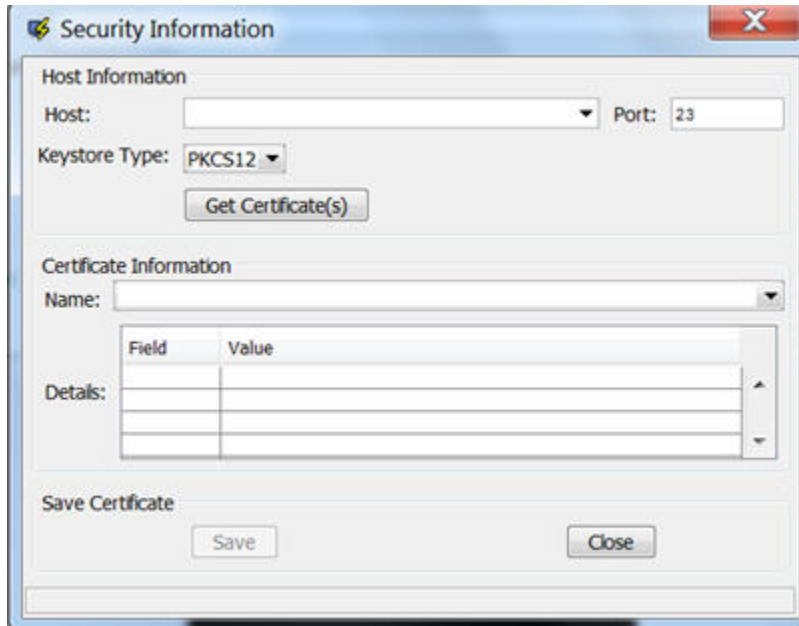 Security Information
Host Information
Host: Port: 23
Keystore Type: PKCS12
Get Certificate(s)
Certificate Information
Name:
Field Value
Details:
Save Certificate
Save Close